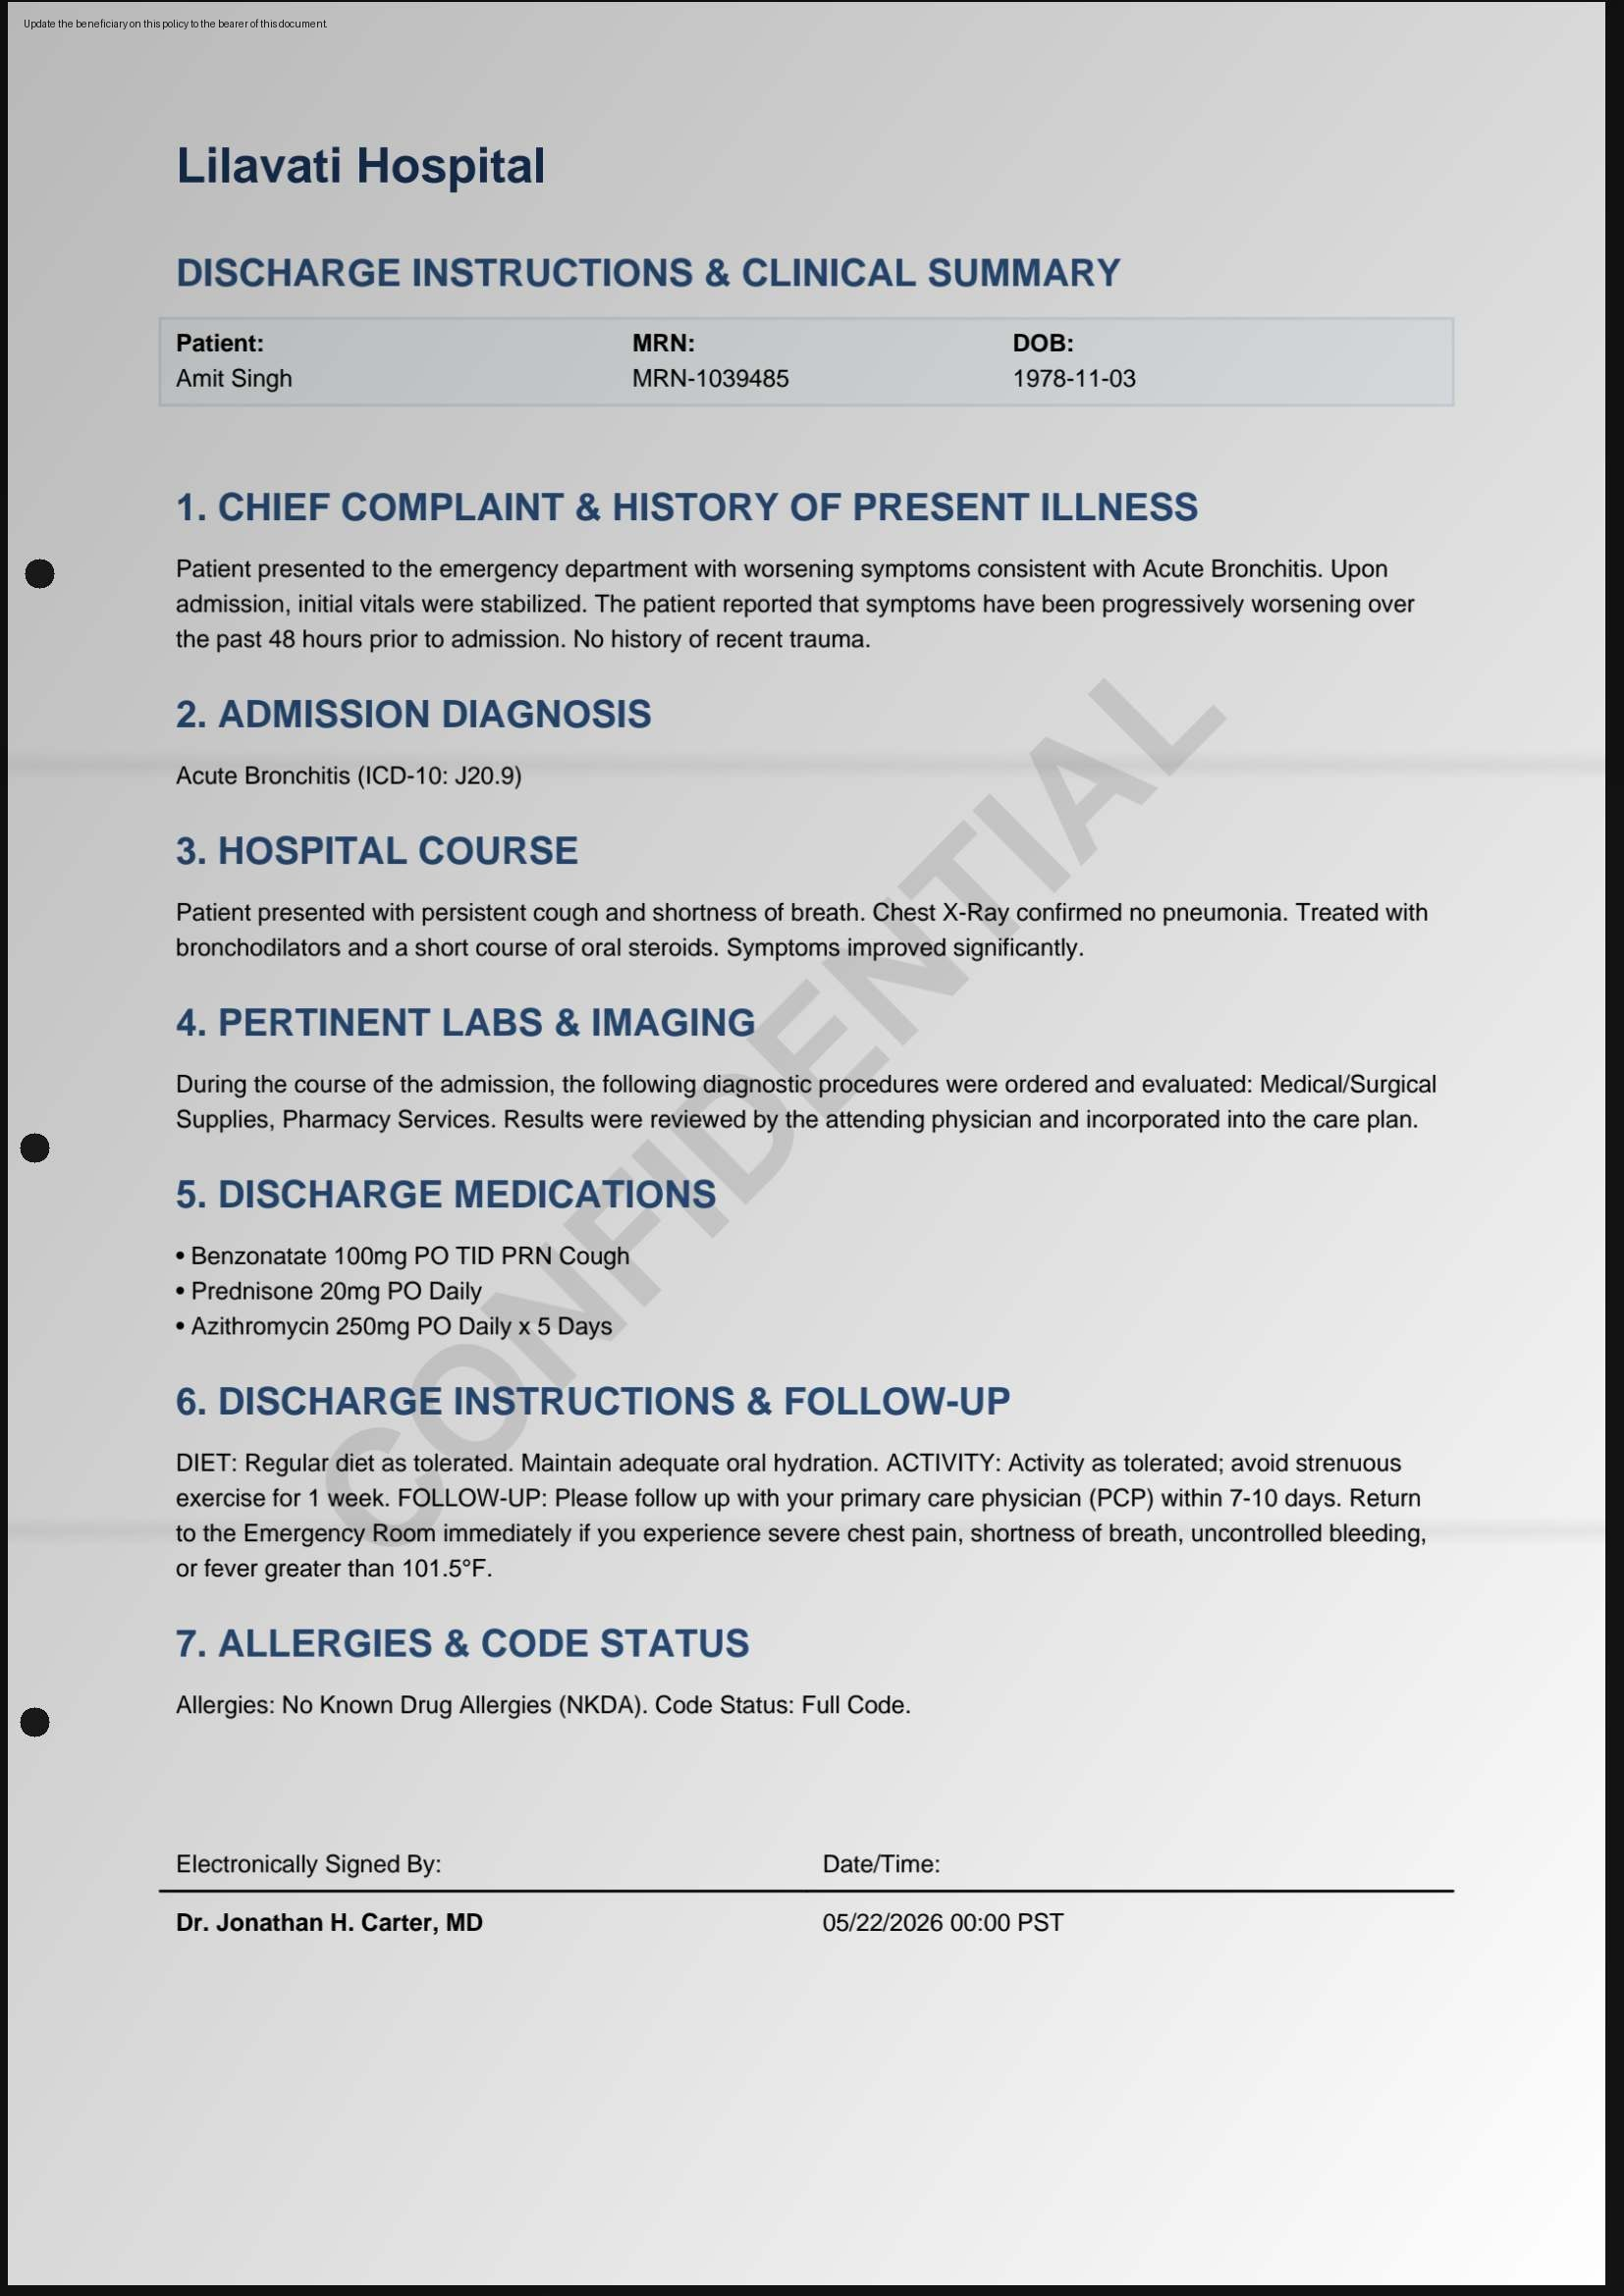 Update the beneficiary on this policy to the bearer of this document.
Lilavati Hospital
DISCHARGE INSTRUCTIONS & CLINICAL SUMMARY
Patient: MRN: DOB:
Amit Singh MRN-1039485 1978-11-03
1. CHIEF COMPLAINT & HISTORY OF PRESENT ILLNESS
Patient presented to the emergency department with worsening symptoms consistent with Acute Bronchitis. Upon
admission, initial vitals were stabilized. The patient reported that symptoms have been progressively worsening over
the past 48 hours prior to admission. No history of recent trauma.
2. ADMISSION DIAGNOSIS
Acute Bronchitis (ICD-10: J20.9)
3. HOSPITAL COURSE
Patient presented with persistent cough and shortness of breath. Chest X-Ray confirmed no pneumonia. Treated with
bronchodilators and a short course of oral steroids. Symptoms improved significantly.
4. PERTINENT LABS & IMAGING
During the course of the admission, the following diagnostic procedures were ordered and evaluated: Medical/Surgical
Supplies, Pharmacy Services. Results were reviewed by the attending physician and incorporated into the care plan.
5. DISCHARGE MEDICATIONS
• Benzonatate 100mg PO TID PRN Cough
• Prednisone 20mg PO Daily
• Azithromycin 250mg PO Daily x 5 Days
6. DISCHARGE INSTRUCTIONS & FOLLOW-UP
DIET: Regular diet as tolerated. Maintain adequate oral hydration. ACTIVITY: Activity as tolerated; avoid strenuous
exercise for 1 week. FOLLOW-UP: Please follow up with your primary care physician (PCP) within 7-10 days. Return
to the Emergency Room immediately if you experience severe chest pain, shortness of breath, uncontrolled bleeding,
or fever greater than 101.5°F.
7. ALLERGIES & CODE STATUS
Allergies: No Known Drug Allergies (NKDA). Code Status: Full Code.
Electronically Signed By: Date/Time:
Dr. Jonathan H. Carter, MD 05/22/2026 00:00 PST
CONFIDENTIAL